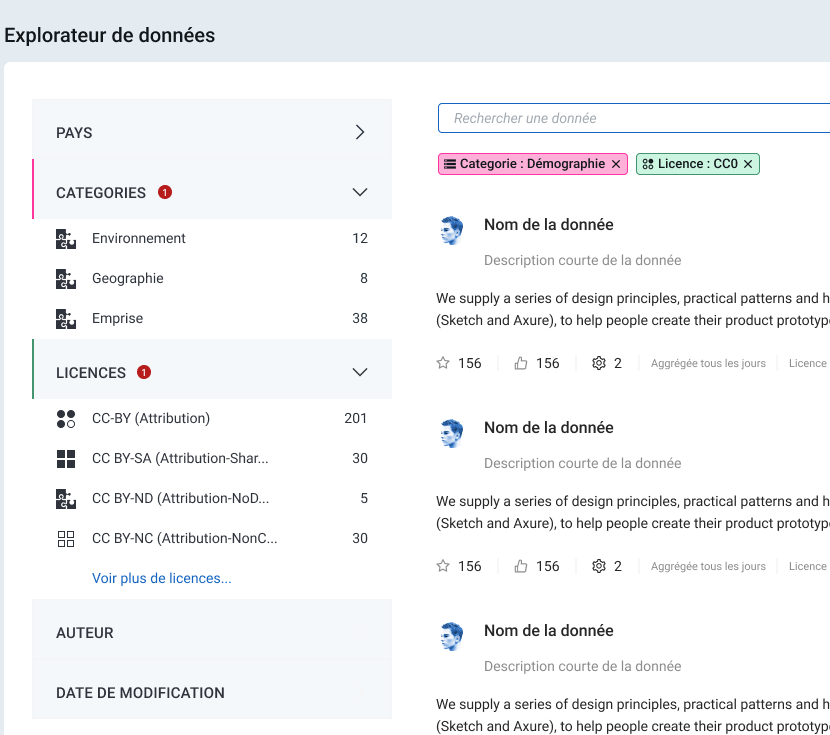 Explorateur de données
PAYS
CATEGORIES 1
Environnement 12
Geographie 8
Emprise 38
LICENCES 1
CC-BY (Attribution) 201
CC BY-SA (Attribution-Shar... 30
CC BY-ND (Attribution-NoD... 5
CC BY-NC (Attribution-NonC... 30
Voir plus de licences...
AUTEUR
DATE DE MODIFICATION
Rechercher une donnée
Categorie : Démographie × Licence : CC0 ×
Nom de la donnée
Description courte de la donnée
We supply a series of design principles, practical patterns and h
(Sketch and Axure), to help people create their product prototype
156 156 2 Aggrégée tous les jours Licence
Nom de la donnée
Description courte de la donnée
We supply a series of design principles, practical patterns and h
(Sketch and Axure), to help people create their product prototype
156 156 2 Aggrégée tous les jours Licence
Nom de la donnée
Description courte de la donnée
We supply a series of design principles, practical patterns and h
(Sketch and Axure), to help people create their product prototype